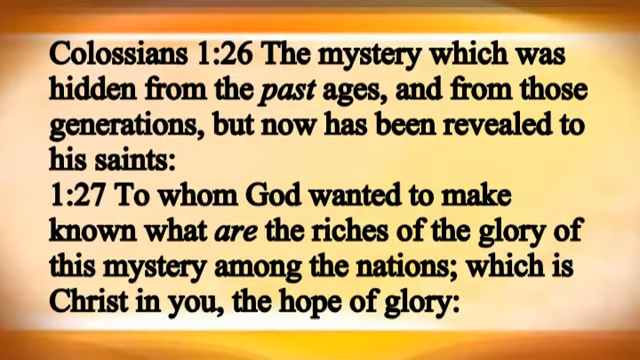 Colossians 1:26 The mystery which was
hidden from the past ages, and from those
generations, but now has been revealed to
his saints:
1:27 To whom God wanted to make
known what are the riches of the glory of
this mystery among the nations; which is
Christ in you, the hope of glory: